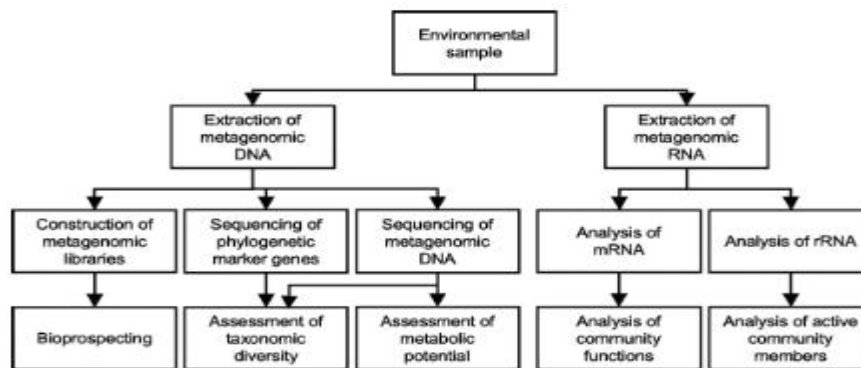 Environmental
sample
Extraction of
metagenomic
DNA
Extraction of
metagenomic
RNA
Construction of
metagenomic
libraries
Sequencing of
phylogenetic
marker genes
Sequencing of
metagenomic
DNA
Analysis of
mRNA
Analysis of rRNA
Bioprospecting
Assessment of
taxonomic
diversity
Assessment of
metabolic
potential
Analysis of
community
functions
Analysis of active
community
members